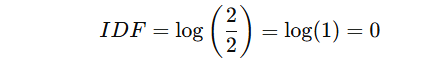 IDF = log(2/2) = log(1) = 0